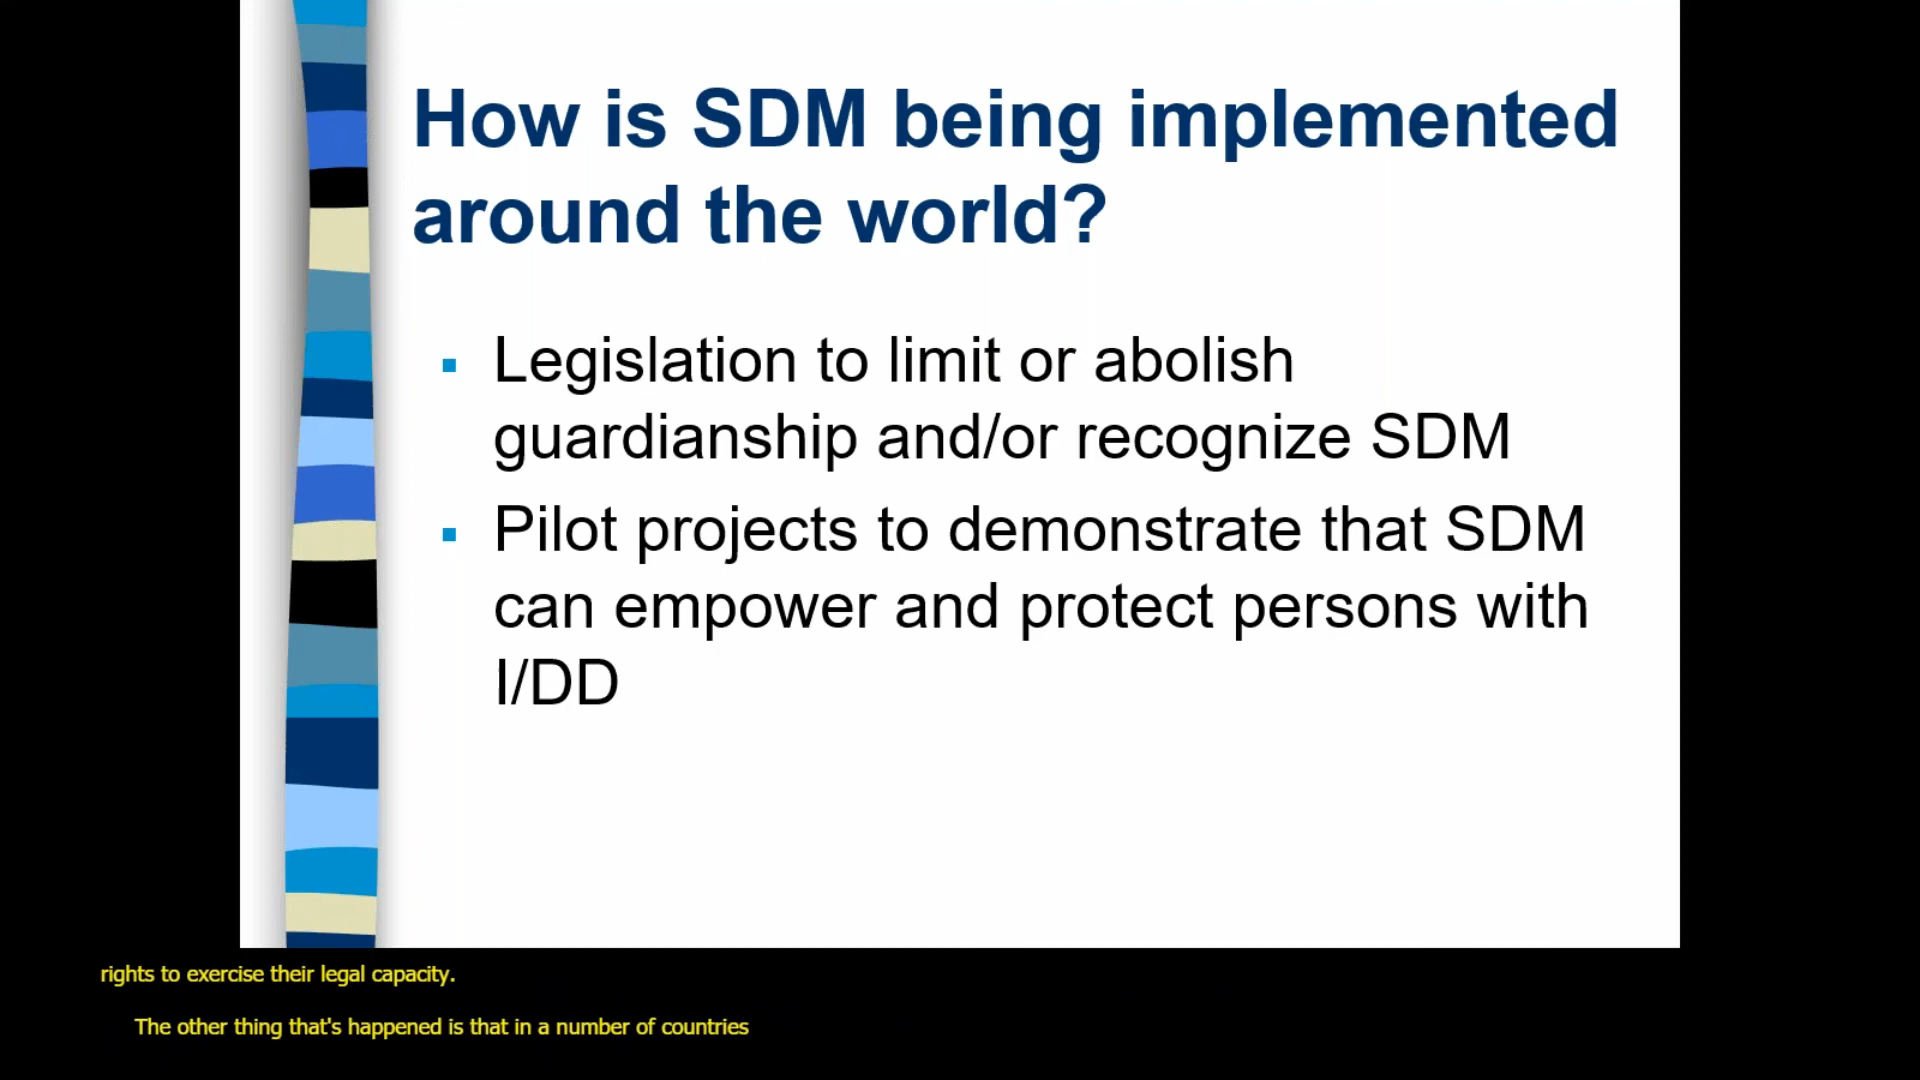 How is SDM being implemented
around the world?
Legislation to limit or abolish
guardianship and/or recognize SDM
Pilot projects to demonstrate that SDM
can empower and protect persons with
I/DD
rights to exercise their legal capacity.
The other thing that's happened is that in a number of countries